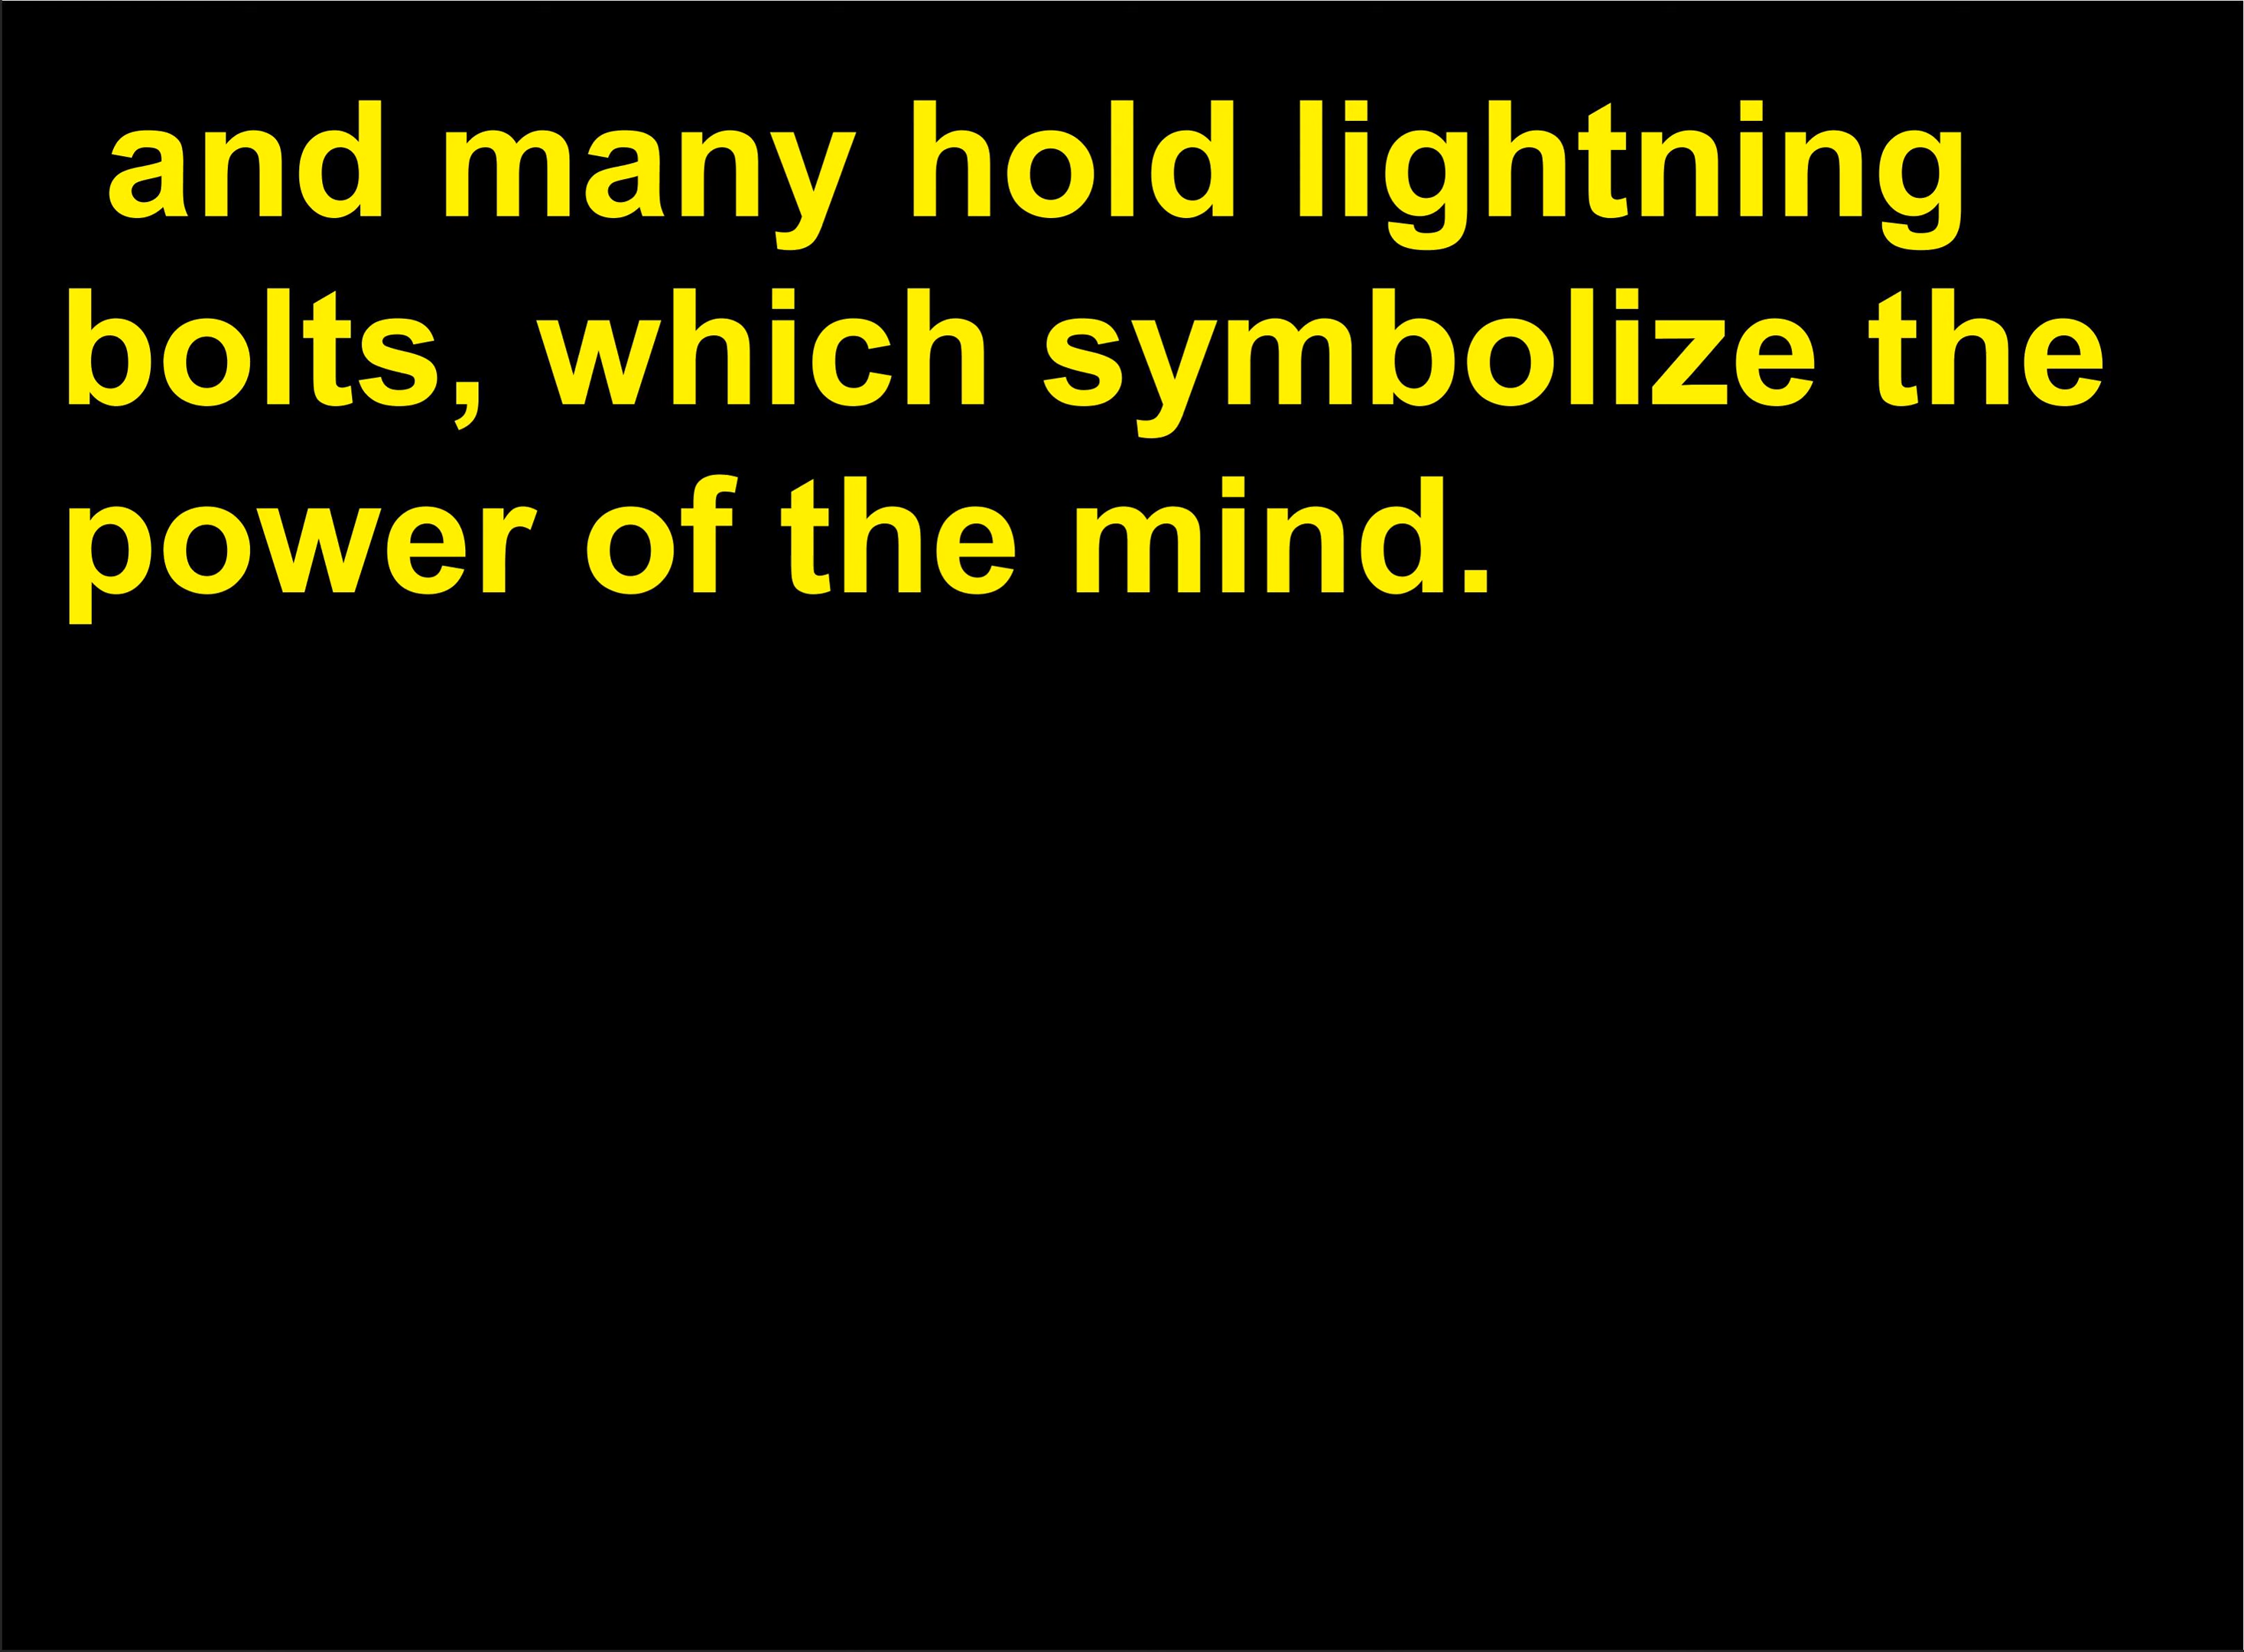 and many hold lightning
bolts, which symbolize the
power of the mind.